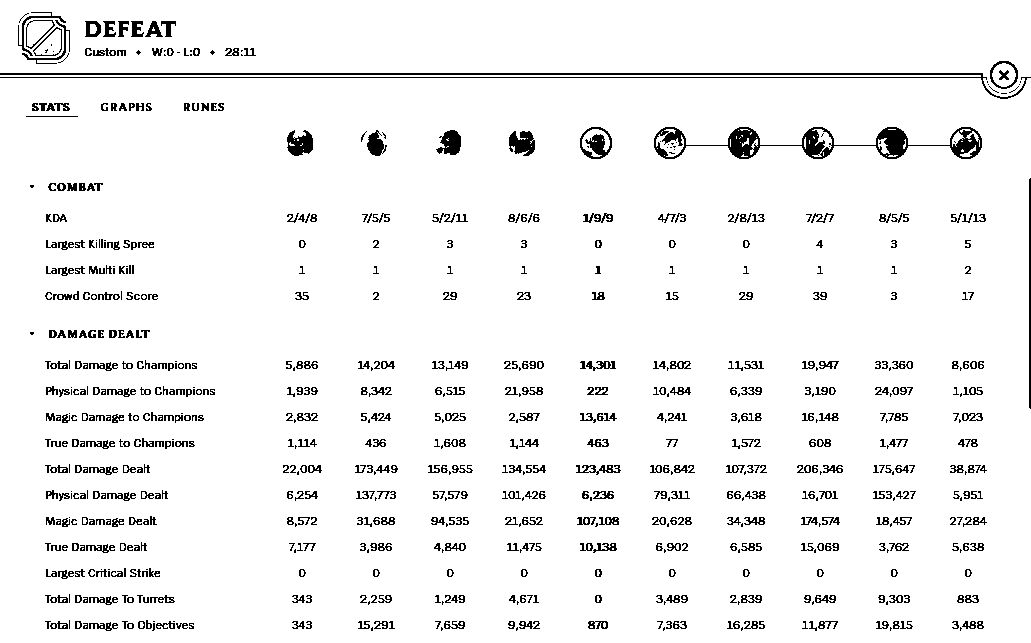 DEFEAT
Custom • W:0 - L:0 • 28:11
STATS GRAPHS RUNES
COMBAT
KDA 2/4/8 7/5/5 5/2/11 8/6/6 1/9/9 4/7/3 2/8/13 7/2/7 8/5/5 5/1/13
Largest Killing Spree 0 2 3 3 0 0 0 4 3 5
Largest Multi Kill 1 1 1 1 1 1 1 1 1 2
Crowd Control Score 35 2 29 23 18 15 29 39 3 17
DAMAGE DEALT
Total Damage to Champions 5,886 14,204 13,149 25,690 14,301 14,802 11,531 19,947 33,360 8,606
Physical Damage to Champions 1,939 8,342 6,515 21,958 222 10,484 6,339 3,190 24,097 1,105
Magic Damage to Champions 2,832 5,424 5,025 2,587 13,614 4,241 3,618 16,148 7,785 7,023
True Damage to Champions 1,114 436 1,608 1,144 463 77 1,572 608 1,477 478
Total Damage Dealt 22,004 173,449 156,955 134,554 123,483 106,842 107,372 206,346 175,647 38,874
Physical Damage Dealt 6,254 137,773 57,579 101,426 6,236 79,311 66,438 16,701 153,427 5,951
Magic Damage Dealt 8,572 31,688 94,535 21,652 107,108 20,628 34,348 174,574 18,457 27,284
True Damage Dealt 7,177 3,986 4,840 11,475 10,138 6,902 6,585 15,069 3,762 5,638
Largest Critical Strike 0 0 0 0 0 0 0 0 0 0
Total Damage To Turrets 343 2,259 1,249 4,671 0 3,489 2,839 9,649 9,303 883
Total Damage To Objectives 343 15,291 7,659 9,942 870 7,363 16,285 11,877 19,815 3,488